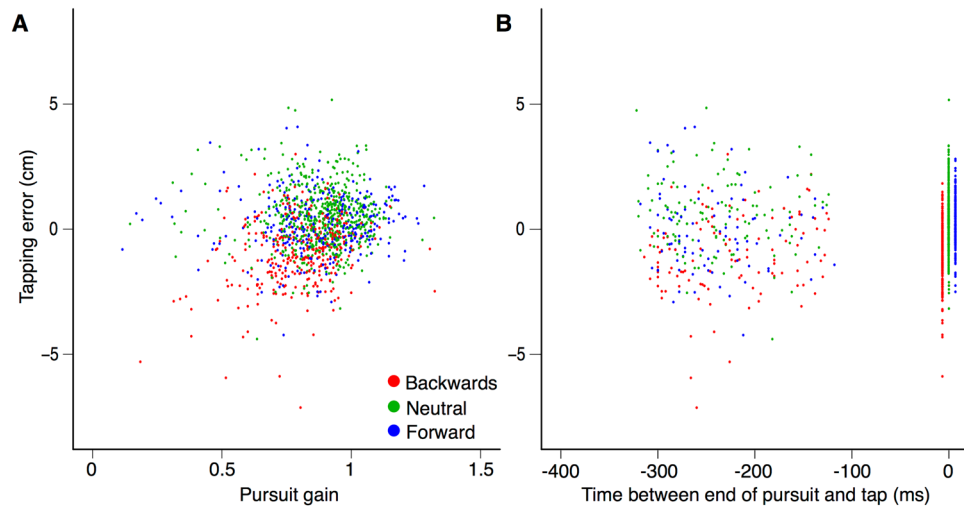 A
B
Tapping error (cm)
5
0
−5
5
0
−5
Backwards
Neutral
Forward
0
0.5
1
1.5
-400
-300
-200
-100
0
Pursuit gain
Time between end of pursuit and tap (ms)